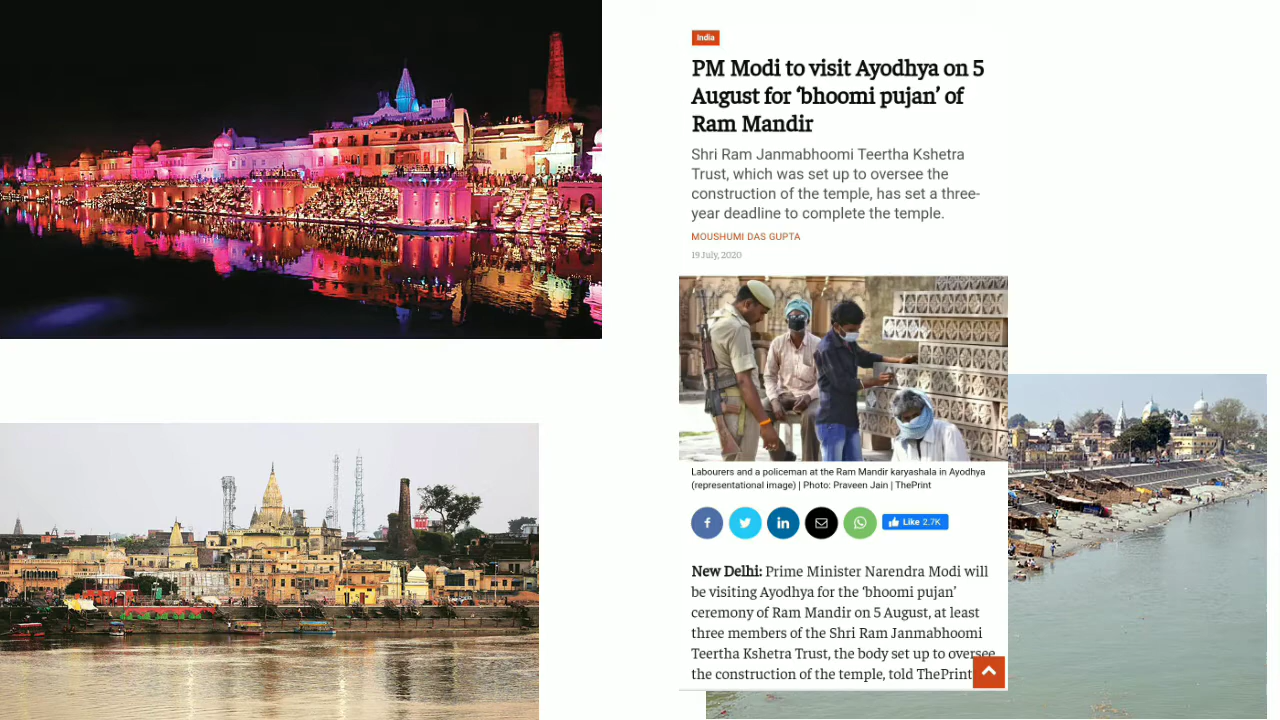 India
PM Modi to visit Ayodhya on 5
August for ‘bhoomi pujan’ of
Ram Mandir
Shri Ram Janmabhoomi Teertha Kshetra
Trust, which was set up to oversee the
construction of the temple, has set a three-
year deadline to complete the temple.
MOUSHUMI DAS GUPTA
19 July, 2020
Labourers and a policeman at the Ram Mandir karyashala in Ayodhya
(representational image) | Photo: Praveen Jain | ThePrint
Like 2.7K
New Delhi: Prime Minister Narendra Modi will
be visiting Ayodhya for the ‘bhoomi pujan’
ceremony of Ram Mandir on 5 August, at least
three members of the Shri Ram Janmabhoomi
Teertha Kshetra Trust, the body set up to oversee
the construction of the temple, told ThePrint